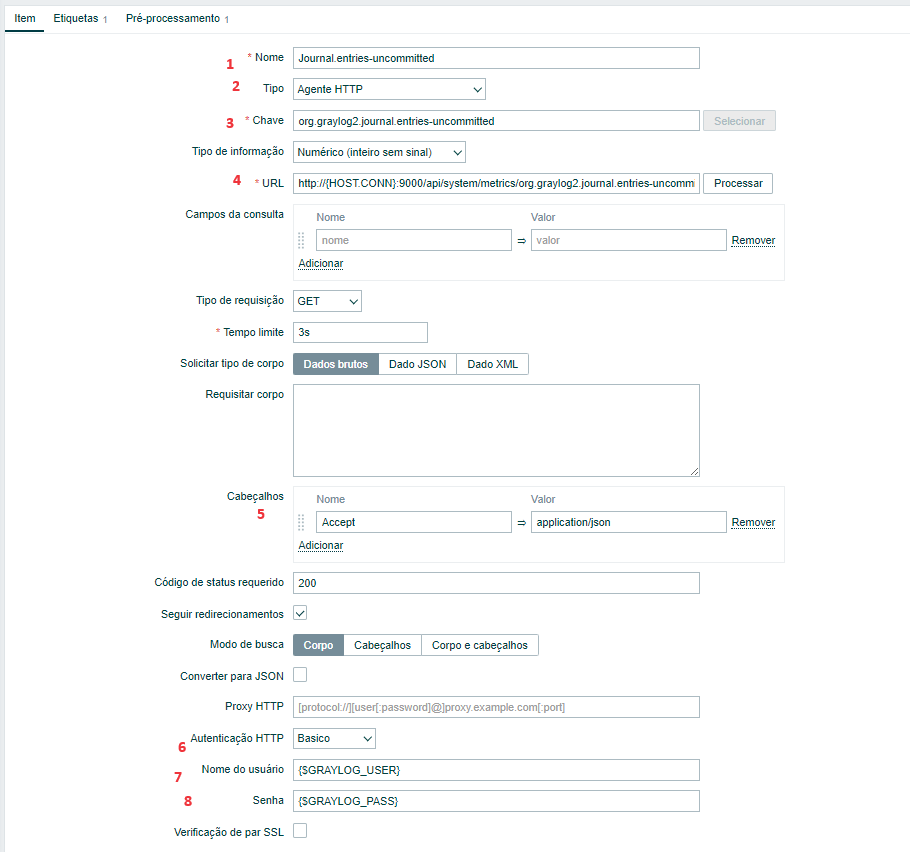 Item Etiquetas 1 Pré-processamento 1
1 * Nome Journal.entries-uncommitted
2 Tipo Agente HTTP
3 * Chave org.graylog2.journal.entries-uncommitted Selecionar
Tipo de informação Numérico (inteiro sem sinal)
4 * URL http://{HOST.CONN}:9000/api/system/metrics/org.graylog2.journal.entries-uncommi Processar
Campos da consulta Nome Valor
nome ⇒ valor Remover
Adicionar
Tipo de requisição GET
* Tempo limite 3s
Solicitar tipo de corpo Dados brutos Dado JSON Dado XML
Requisitar corpo
Cabeçalhos Nome Valor
5 Accept ⇒ application/json Remover
Adicionar
Código de status requerido 200
Seguir redirecionamentos
Modo de busca Corpo Cabeçalhos Corpo e cabeçalhos
Converter para JSON
Proxy HTTP [protocol://][user[:password]@]proxy.example.com[:port]
6 Autenticação HTTP Basico
7 Nome do usuário {$GRAYLOG_USER}
8 Senha {$GRAYLOG_PASS}
Verificação de par SSL